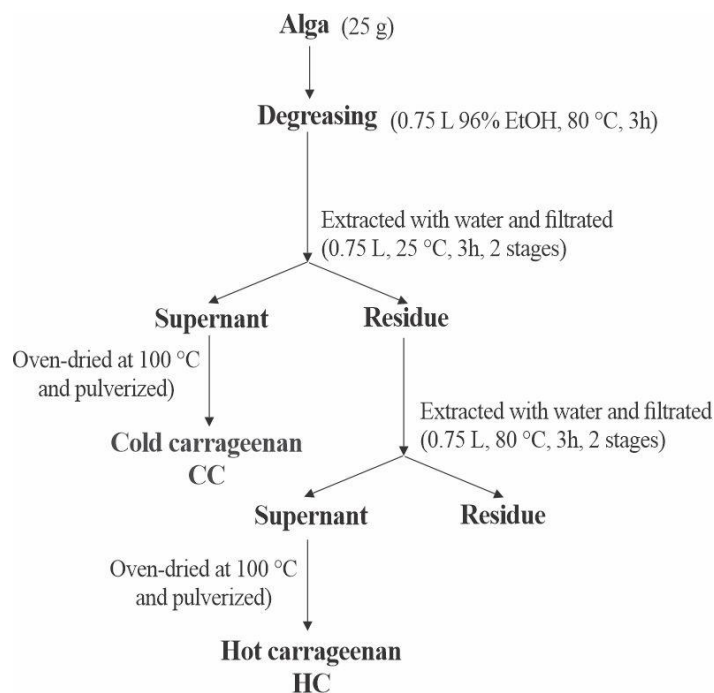 Alga (25 g)
Degreasing (0.75 L 96% EtOH, 80 °C, 3h)
Extracted with water and filtrated
(0.75 L, 25 °C, 3h, 2 stages)
Supernant
Residue
Oven-dried at 100 °C
and pulverized)
Cold carrageenan
CC
Extracted with water and filtrated
(0.75 L, 80 °C, 3h, 2 stages)
Supernant
Residue
Oven-dried at 100 °C
and pulverized)
Hot carrageenan
HC